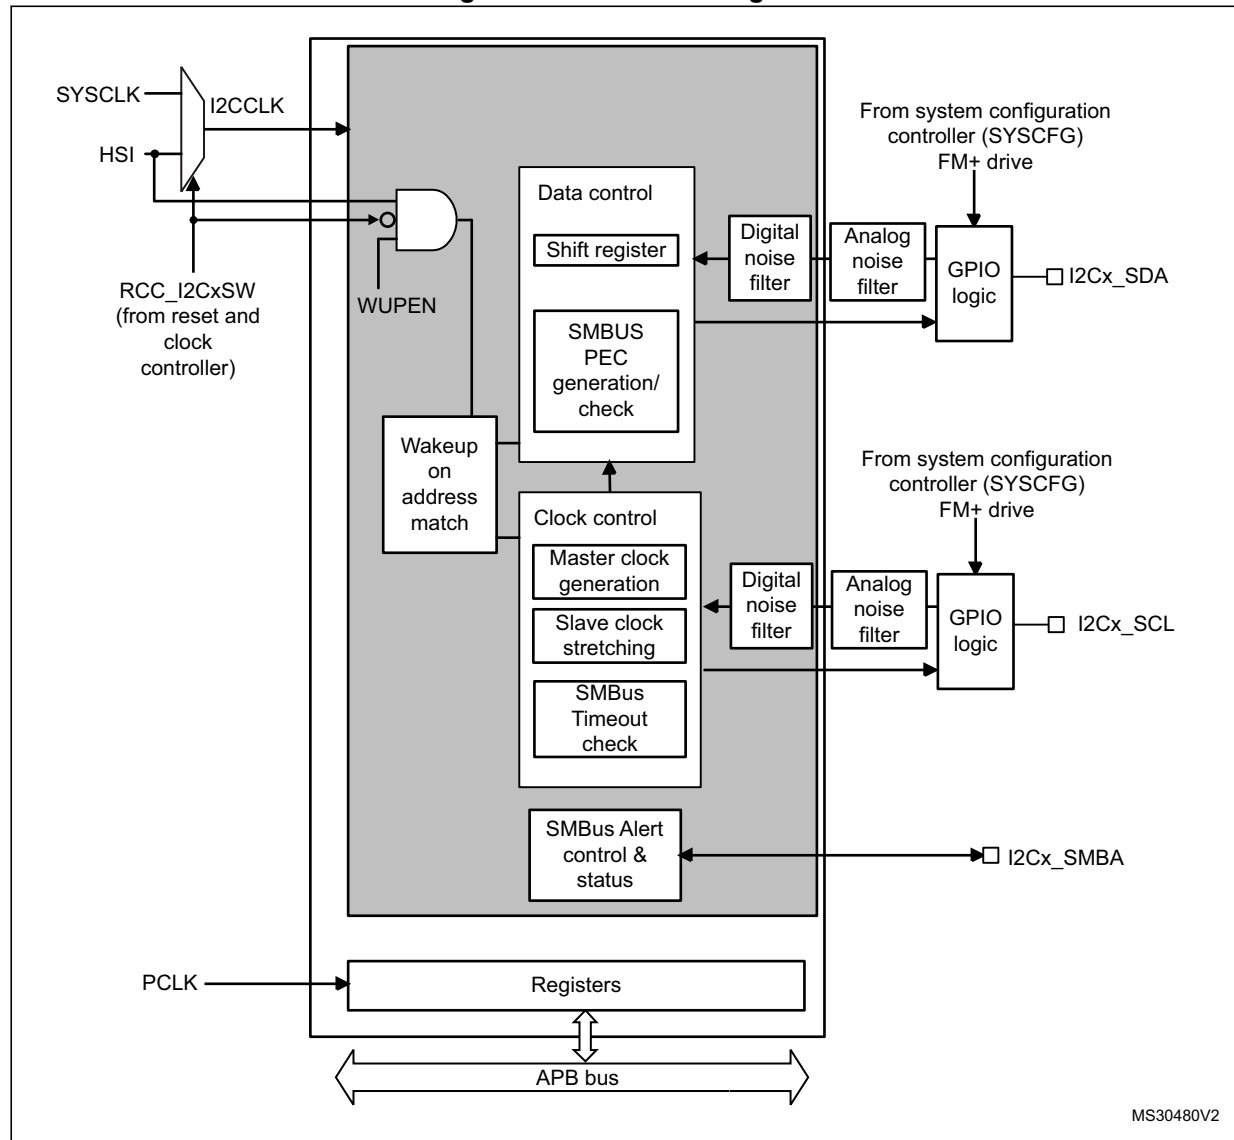 SYSCLK
I2CCLK
HSI
RCC_I2CxSW
(from reset and
clock
controller)
WUPEN
Data control
Shift register
SMBUS
PEC
generation/
check
Wakeup
on
address
match
Clock control
Master clock
generation
Slave clock
stretching
SMBus
Timeout
check
SMBus Alert
control &
status
Digital
noise
filter
Analog
noise
filter
From system configuration
controller (SYSCFG)
FM+ drive
GPIO
logic
I2Cx_SDA
From system configuration
controller (SYSCFG)
FM+ drive
Digital
noise
filter
Analog
noise
filter
GPIO
logic
I2Cx_SCL
I2Cx_SMBA
PCLK
Registers
APB bus
MS30480V2